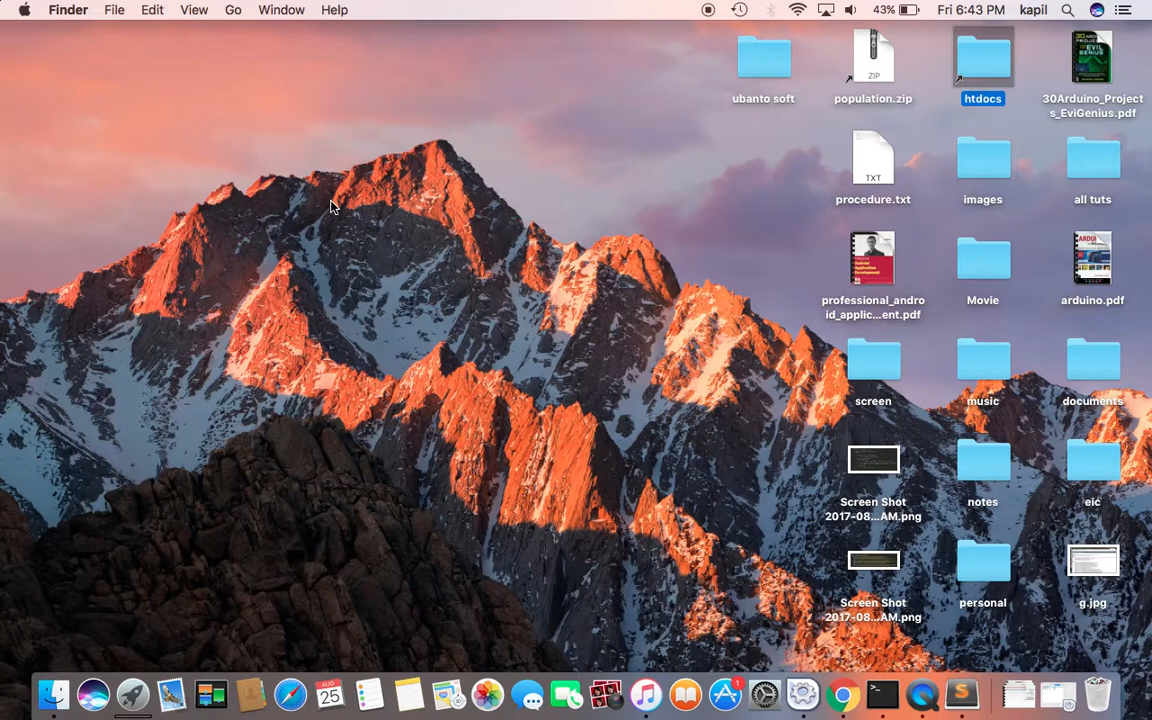 Finder File Edit View Go Window Help 43% Fri 6:43 PM kapil
ubanto soft
ZIP
population.zip
htdocs
30Arduino_Project
s_EviGenius.pdf
TXT
procedure.txt
images
all tuts
professional_andro
id_applic...ent.pdf
Movie
arduino.pdf
screen
music
documents
Screen Shot
2017-08...AM.png
notes
eic
Screen Shot
2017-08...AM.png
personal
g.jpg
AUG
25
1